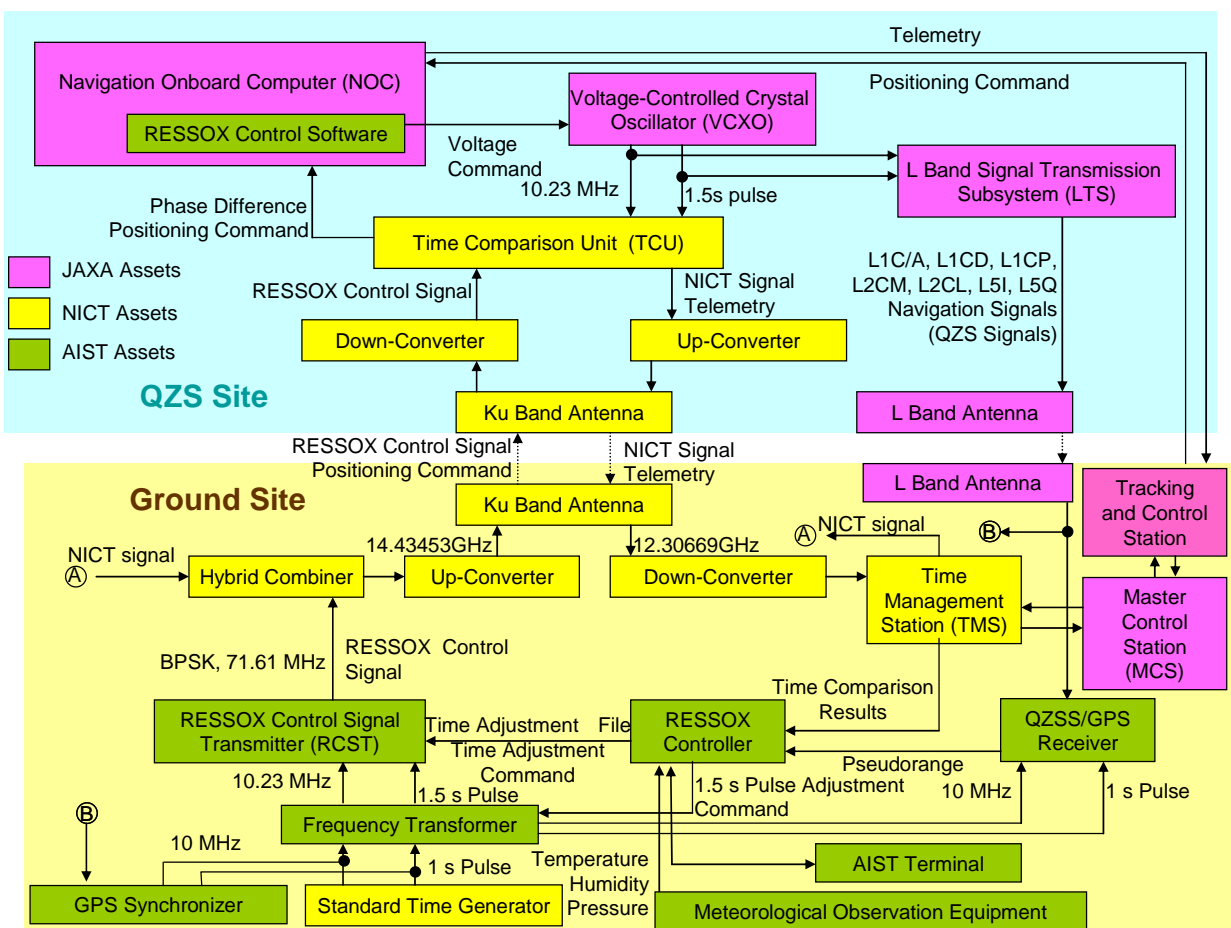 Telemetry
Navigation Onboard Computer (NOC)
Positioning Command
Voltage-Controlled Crystal
Oscillator (VCXO)
RESSOX Control Software
Voltage
Command
L Band Signal Transmission
Subsystem (LTS)
10.23 MHz
1.5s pulse
Phase Difference
Positioning Command
Time Comparison Unit (TCU)
JAXA Assets
NICT Assets
AIST Assets
RESSOX Control Signal
NICT Signal
Telemetry
L1C/A, L1CD, L1CP,
L2CM, L2CL, L5I, L5Q
Navigation Signals
(QZS Signals)
Down-Converter
Up-Converter
QZS Site
Ku Band Antenna
L Band Antenna
RESSOX Control Signal
Positioning Command
NICT Signal
Telemetry
Ground Site
Ku Band Antenna
L Band Antenna
Tracking
and Control
Station
NICT signal
A
14.43453GHz
12.30669GHz
A
NICT signal
B
Hybrid Combiner
Up-Converter
Down-Converter
Time
Management
Station (TMS)
Master
Control
Station
(MCS)
BPSK, 71.61 MHz
RESSOX Control
Signal
Time Comparison
Results
RESSOX Control Signal
Transmitter (RCST)
Time Adjustment File
Time Adjustment
Command
RESSOX
Controller
QZSS/GPS
Receiver
Pseudorange
10.23 MHz
1.5 s Pulse
1.5 s Pulse Adjustment
Command
10 MHz
1 s Pulse
B
Frequency Transformer
10 MHz
1 s Pulse
Temperature
Humidity
Pressure
AIST Terminal
GPS Synchronizer
Standard Time Generator
Meteorological Observation Equipment